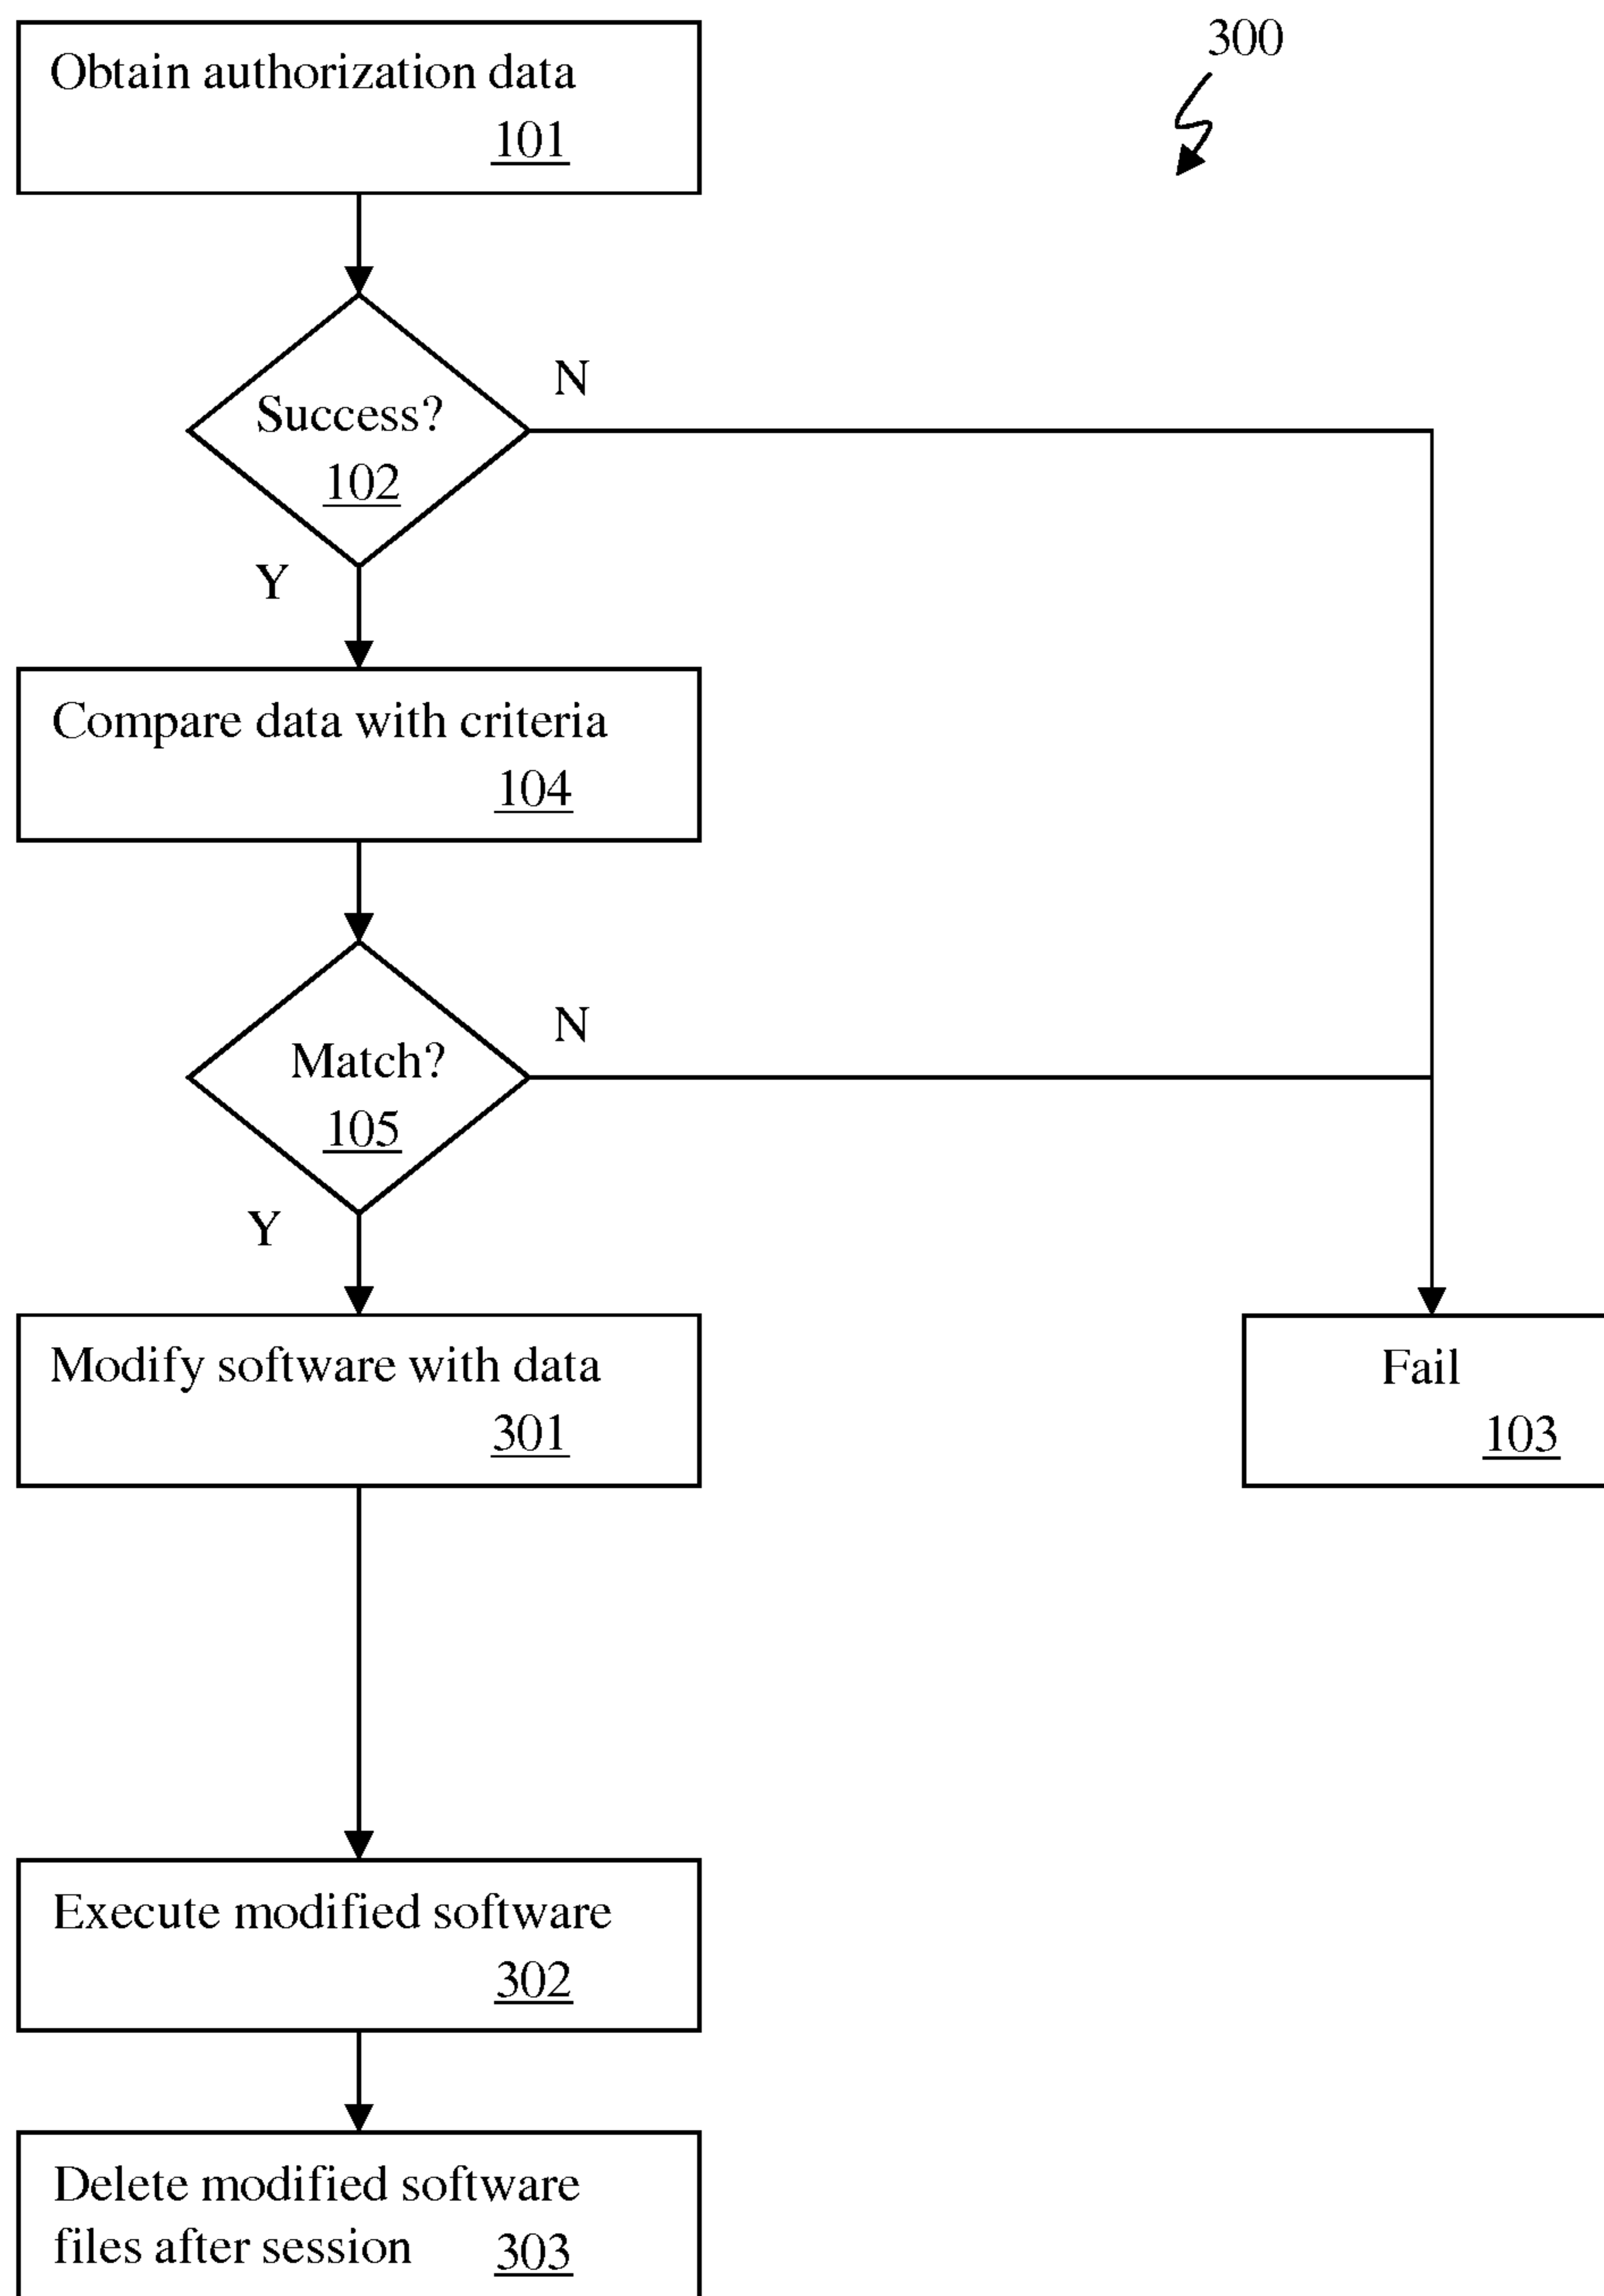 Obtain authorization data
101
300
Success?
102
N
Y
Compare data with criteria
104
Match?
105
N
Y
Modify software with data
301
Fail
103
Execute modified software
302
Delete modified software
files after session 303